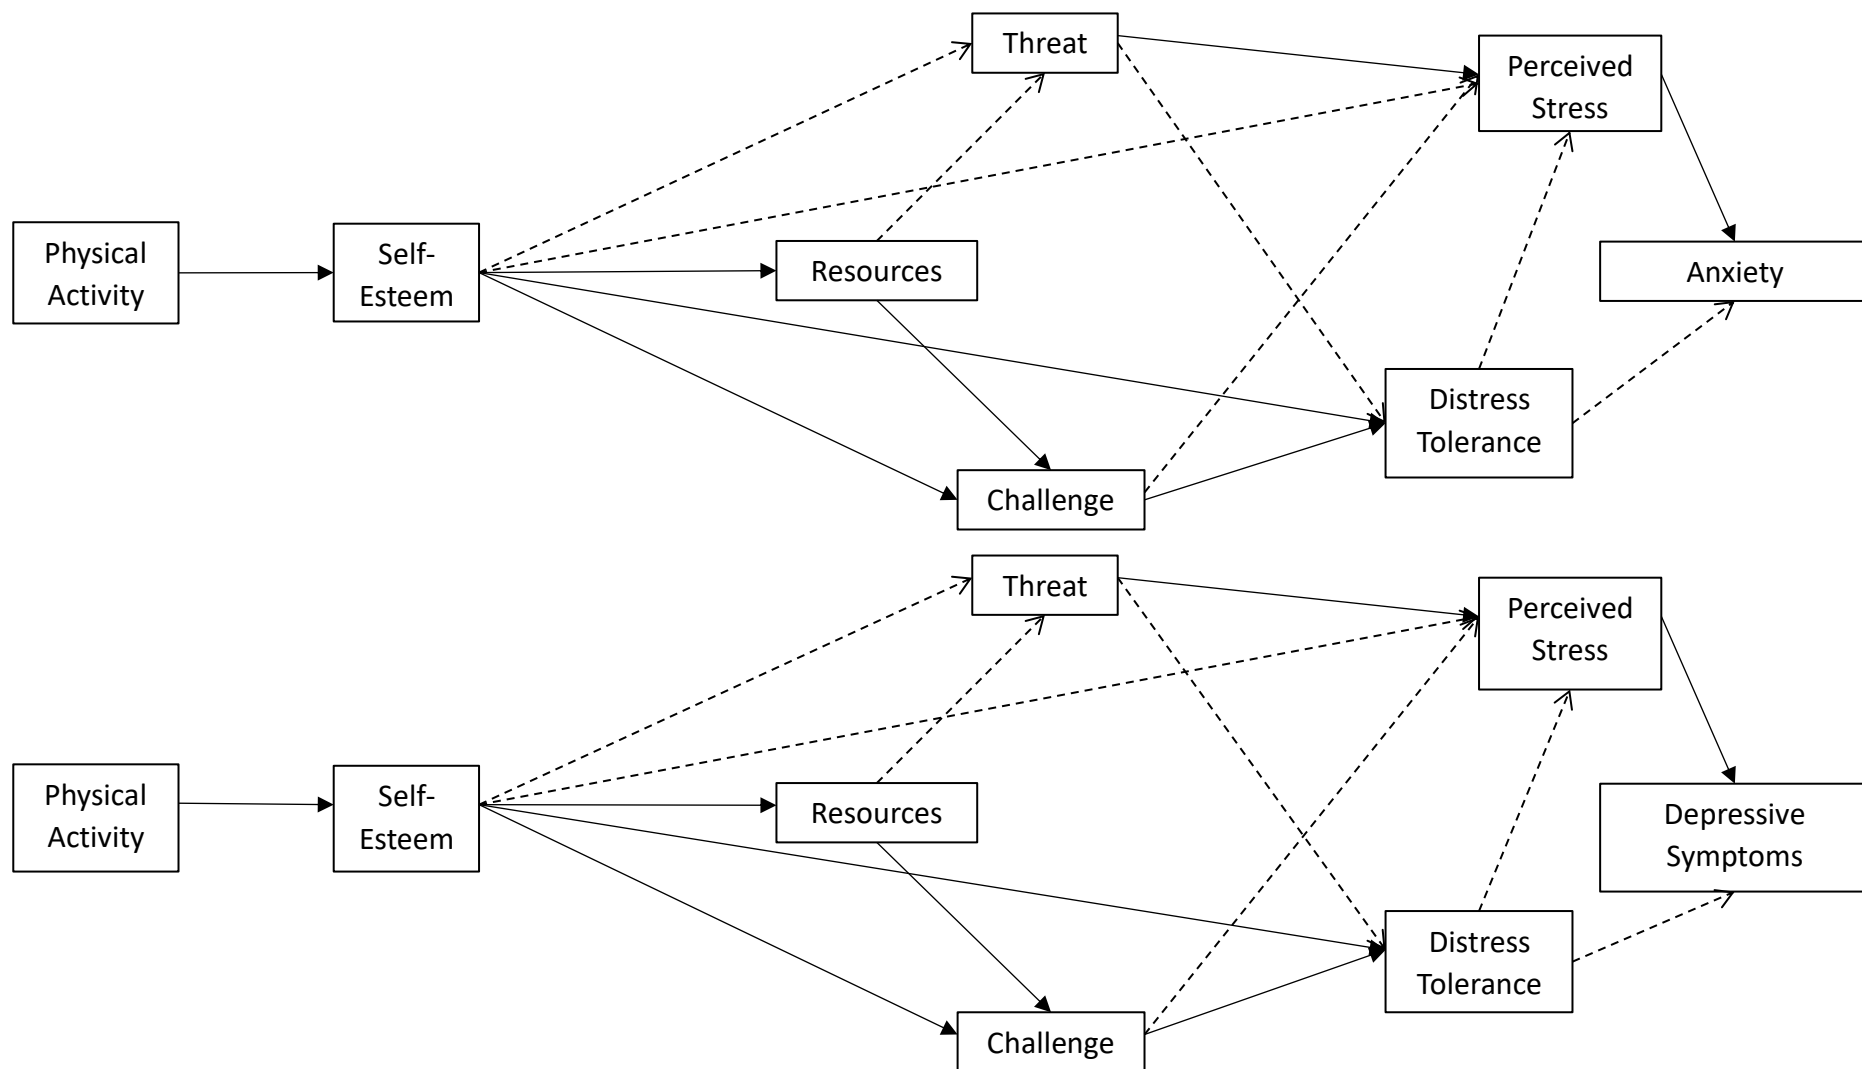 Threat
Perceived
Stress
Physical
Activity
Self-
Esteem
Resources
Anxiety
Distress
Tolerance
Challenge
Threat
Perceived
Stress
Physical
Activity
Self-
Esteem
Resources
Depressive
Symptoms
Distress
Tolerance
Challenge